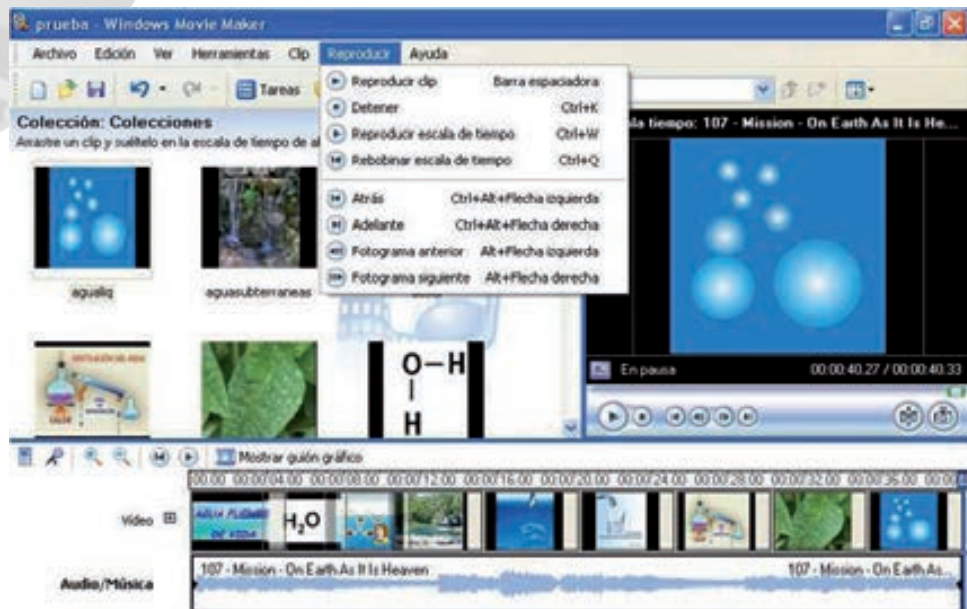 prueba - Windows Movie Maker
Archivo Edición Ver Herramientas Clip Reproducir Ayuda
Tareas
Reproducir clip Barra espaciadora
Detener Ctrl+K
Reproducir escala de tiempo Ctrl+W
Rebobinar escala de tiempo Ctrl+Q
Atrás Ctrl+Alt+Flecha izquierda
Adelante Ctrl+Alt+Flecha derecha
Fotograma anterior Alt+Flecha izquierda
Fotograma siguiente Alt+Flecha derecha
Colección: Colecciones
Arrastre un clip y suéltelo en la escala de tiempo de
la tiempo: 107 - Mission - On Earth As It Is He...
agualiq
aguasubterraneas
O-H
H
En pausa 00:00:40.27 / 00:00:40.33
Mostrar guión gráfico
00:00 00:00:04.00 00:00:08.00 00:00:12.00 00:00:16.00 00:00:20.00 00:00:24.00 00:00:28.00 00:00:32.00 00:00:36.00
Vídeo
AGUA
DE VIDA
H2O
Audio/Música
107 - Mission - On Earth As It Is Heaven 107 - Mission - On Earth As...